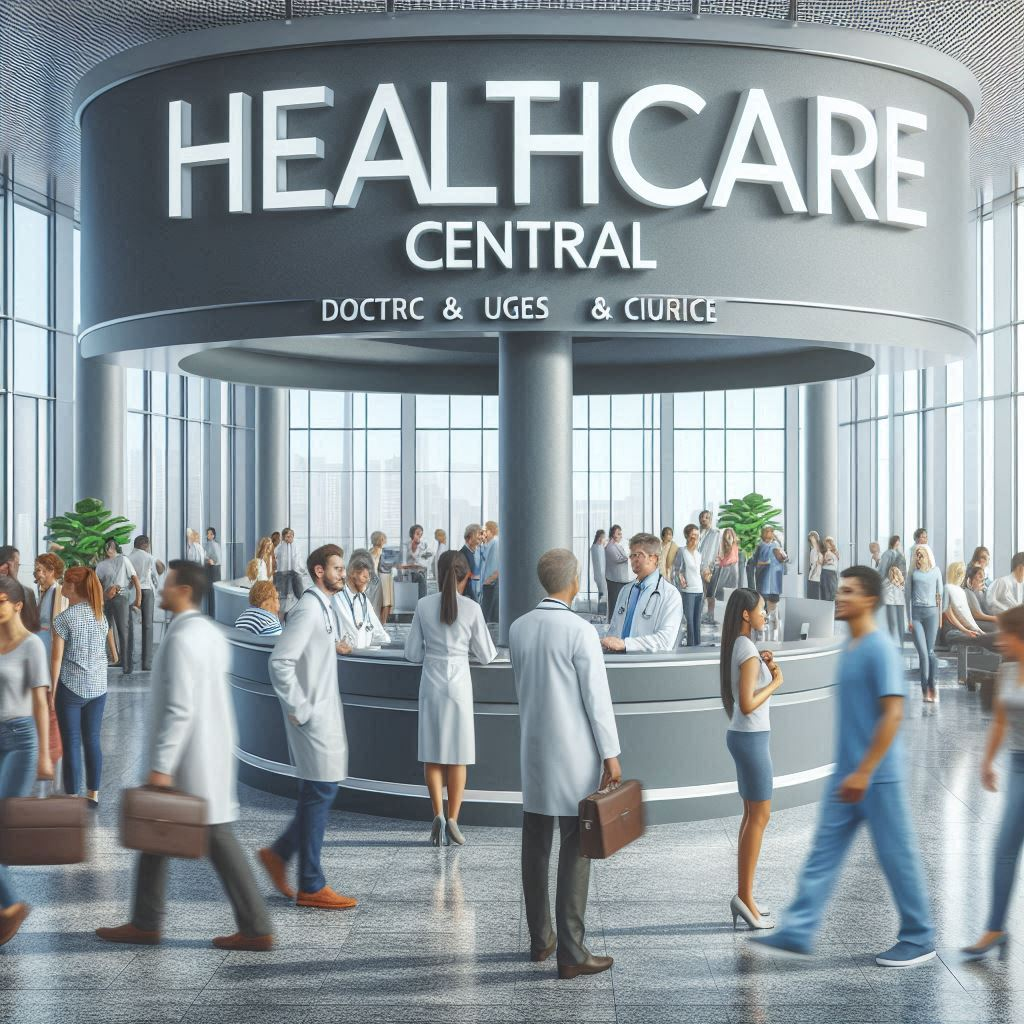 HEALTHCARE
CENTRAL
DOCTRC & UGES & CIURICE